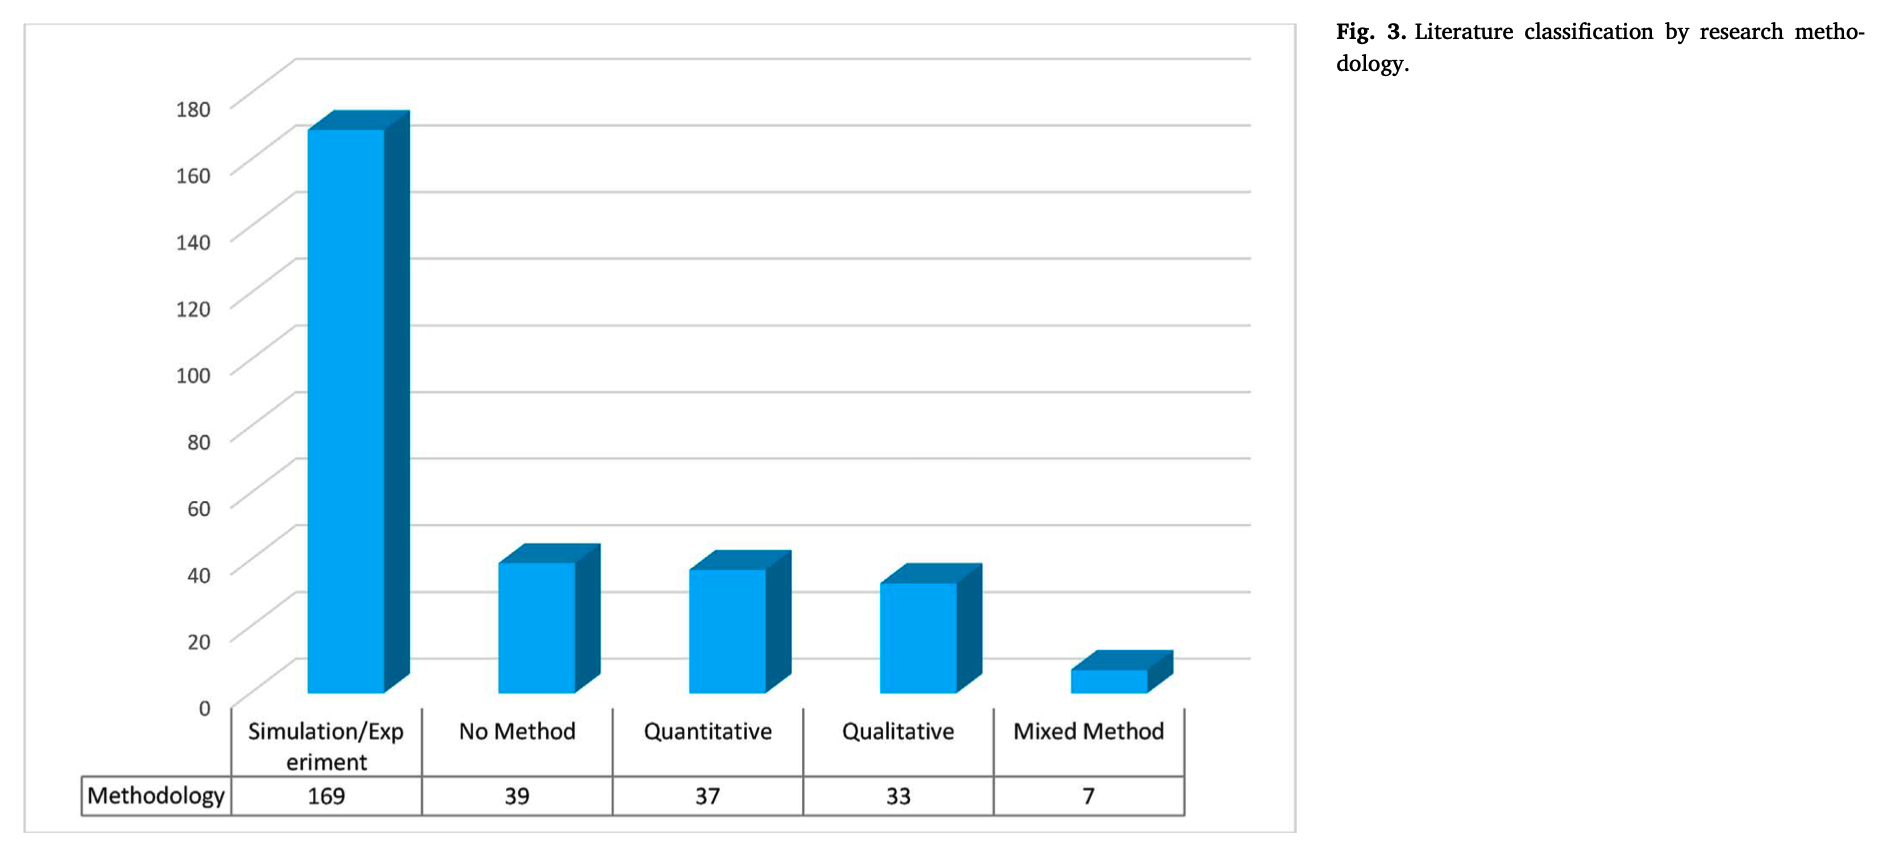 Fig. 3. Literature classification by research metho-
dology.
180
160
140
120
100
80
60
40
20
0
Simulation/Exp
eriment
No Method
Quantitative
Qualitative
Mixed Method
Methodology 169 39 37 33 7